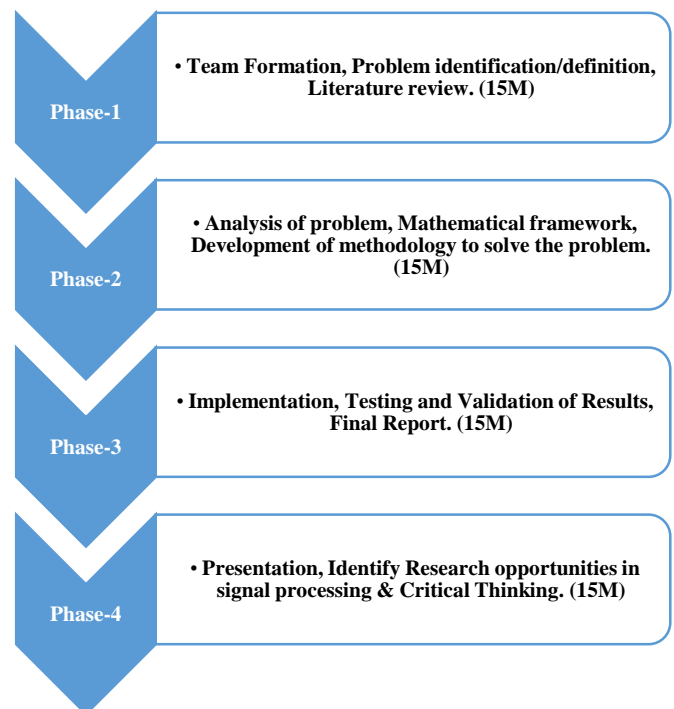 • Team Formation, Problem identification/definition,
Literature review. (15M)
Phase-1
• Analysis of problem, Mathematical framework,
Development of methodology to solve the problem.
(15M)
Phase-2
• Implementation, Testing and Validation of Results,
Final Report. (15M)
Phase-3
• Presentation, Identify Research opportunities in
signal processing & Critical Thinking. (15M)
Phase-4